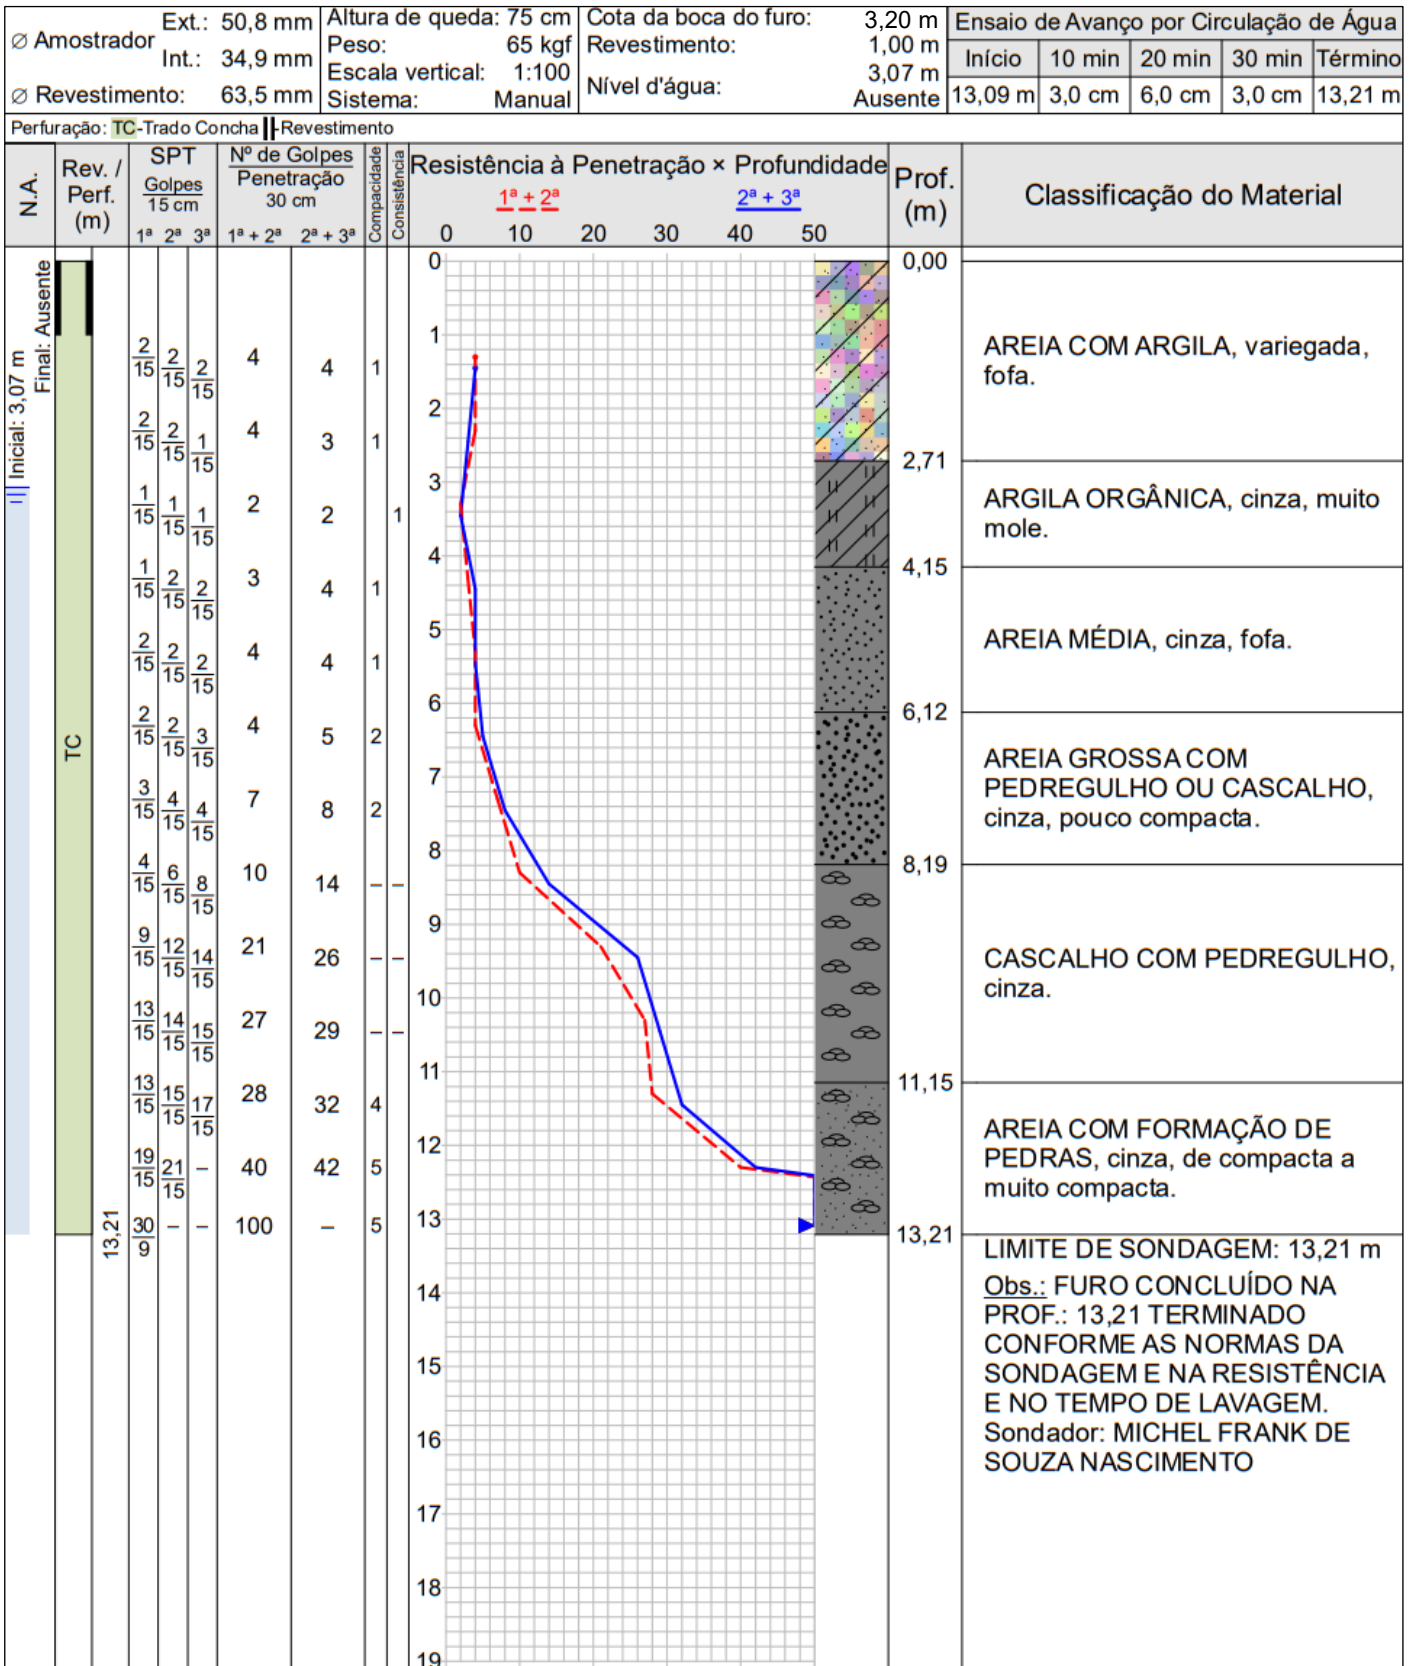 Ø Amostrador Ext.: 50,8 mm
Int.: 34,9 mm
Ø Revestimento: 63,5 mm
Altura de queda: 75 cm
Peso: 65 kgf
Escala vertical: 1:100
Sistema: Manual
Cota da boca do furo: 3,20 m
Revestimento: 1,00 m
Nível d'água: 3,07 m
Ausente
Ensaio de Avanço por Circulação de Água
Início 10 min 20 min 30 min Término
13,09 m 3,0 cm 6,0 cm 3,0 cm 13,21 m
Perfuração: TC-Trado Concha -Revestimento
N.A.
Rev. /
Perf.
(m)
SPT
Golpes
15 cm
1ª 2ª 3ª
Nº de Golpes
Penetração
30 cm
1ª + 2ª 2ª + 3ª
Compacidade
Consistência
Resistência à Penetração × Profundidade
1ª + 2ª 2ª + 3ª
0 10 20 30 40 50
Prof.
(m)
Classificação do Material
Inicial: 3,07 m
Final: Ausente
TC
13,21
2/15 2/15 2/15 4 4 1
2/15 2/15 1/15 4 3 1
1/15 1/15 1/15 2 2 1
1/15 2/15 2/15 3 4 1
2/15 2/15 2/15 4 4 1
2/15 2/15 3/15 4 5 2
3/15 4/15 4/15 7 8 2
4/15 6/15 8/15 10 14 – –
9/15 12/15 14/15 21 26 – –
13/15 14/15 15/15 27 29 – –
13/15 15/15 17/15 28 32 4
19/15 21/15 – 40 42 5
30/9 – – 100 – 5
0
1
2
3
4
5
6
7
8
9
10
11
12
13
14
15
16
17
18
19
0,00
AREIA COM ARGILA, variegada,
fofa.
2,71
ARGILA ORGÂNICA, cinza, muito
mole.
4,15
AREIA MÉDIA, cinza, fofa.
6,12
AREIA GROSSA COM
PEDREGULHO OU CASCALHO,
cinza, pouco compacta.
8,19
CASCALHO COM PEDREGULHO,
cinza.
11,15
AREIA COM FORMAÇÃO DE
PEDRAS, cinza, de compacta a
muito compacta.
13,21
LIMITE DE SONDAGEM: 13,21 m
Obs.: FURO CONCLUÍDO NA
PROF.: 13,21 TERMINADO
CONFORME AS NORMAS DA
SONDAGEM E NA RESISTÊNCIA
E NO TEMPO DE LAVAGEM.
Sondador: MICHEL FRANK DE
SOUZA NASCIMENTO